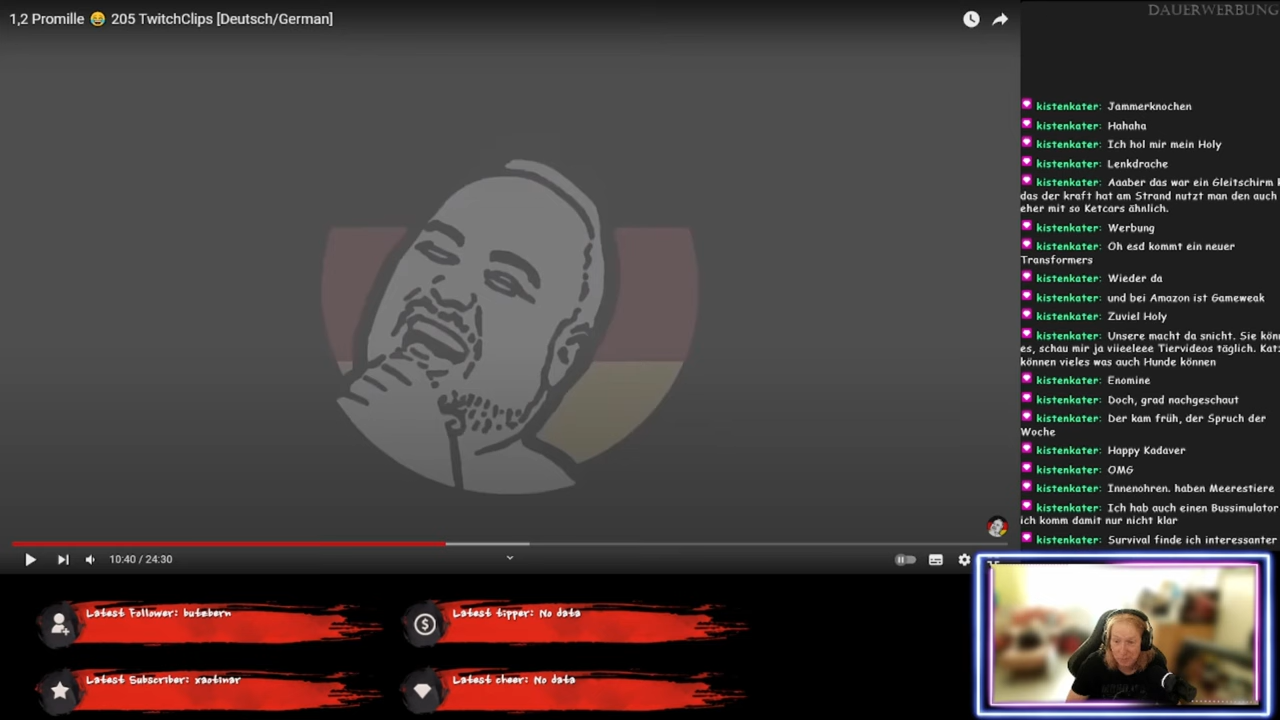 1,2 Promille 😂 205 TwitchClips [Deutsch/German]
DAUERWERBUNG
kistenkater: Jammerknochen
kistenkater: Hahaha
kistenkater: Ich hol mir mein Holy
kistenkater: Lenkdrache
kistenkater: Aaaber das war ein Gleitschirm
das der kraft hat am Strand nutzt man den auch
eher mit so Ketcars ähnlich.
kistenkater: Werbung
kistenkater: Oh esd kommt ein neuer
Transformers
kistenkater: Wieder da
kistenkater: und bei Amazon ist Gameweak
kistenkater: Zuviel Holy
kistenkater: Unsere macht da snicht. Sie kön
es, schau mir ja viieeleee Tiervideos täglich. Kat
können vieles was auch Hunde können
kistenkater: Enomine
kistenkater: Doch, grad nachgeschaut
kistenkater: Der kam früh, der Spruch der
Woche
kistenkater: Happy Kadaver
kistenkater: OMG
kistenkater: Innenohren. haben Meerestiere
kistenkater: Ich hab auch einen Bussimulator
ich komm damit nur nicht klar
kistenkater: Survival finde ich interessanter
10:40 / 24:30
Latest Follower: butebern
Latest tipper: No data
Latest Subscriber: xaotinar
Latest cheer: No data